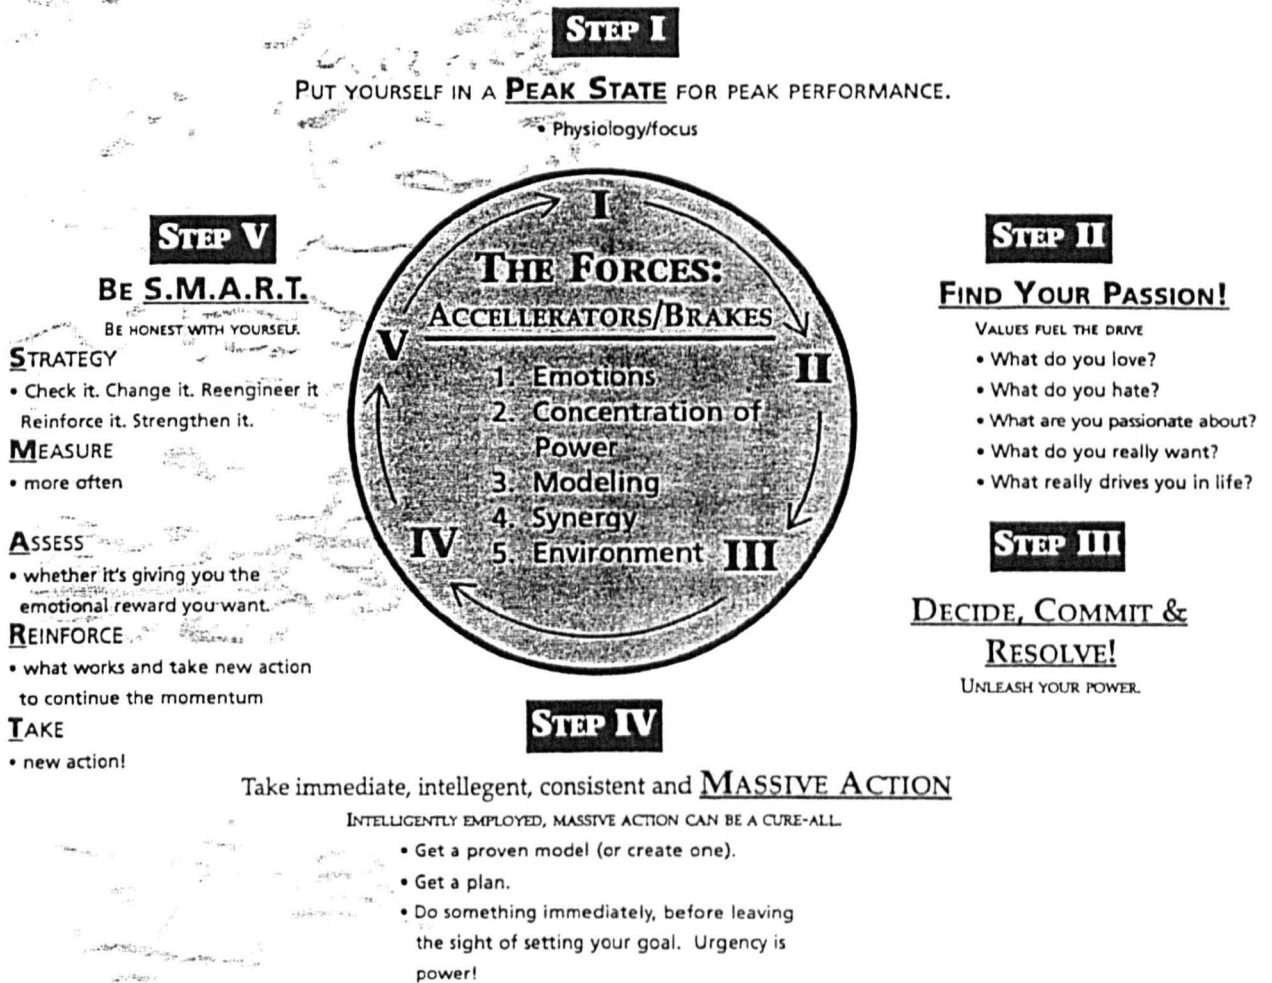 STEP I
PUT YOURSELF IN A PEAK STATE FOR PEAK PERFORMANCE.
• Physiology/focus
I
THE FORCES:
ACCELLERATORS/BRAKES
1. Emotions
2. Concentration of
Power
3. Modeling
4. Synergy
5. Environment
II
III
IV
V
STEP II
FIND YOUR PASSION!
VALUES FUEL THE DRIVE
• What do you love?
• What do you hate?
• What are you passionate about?
• What do you really want?
• What really drives you in life?
STEP III
DECIDE, COMMIT &
RESOLVE!
UNLEASH YOUR POWER.
STEP IV
Take immediate, intellegent, consistent and MASSIVE ACTION
INTELLIGENTLY EMPLOYED, MASSIVE ACTION CAN BE A CURE-ALL.
• Get a proven model (or create one).
• Get a plan.
• Do something immediately, before leaving
the sight of setting your goal. Urgency is
power!
STEP V
BE S.M.A.R.T.
BE HONEST WITH YOURSELF.
STRATEGY
• Check it. Change it. Reengineer it
Reinforce it. Strengthen it.
MEASURE
• more often
ASSESS
• whether it's giving you the
emotional reward you want.
REINFORCE
• what works and take new action
to continue the momentum
TAKE
• new action!